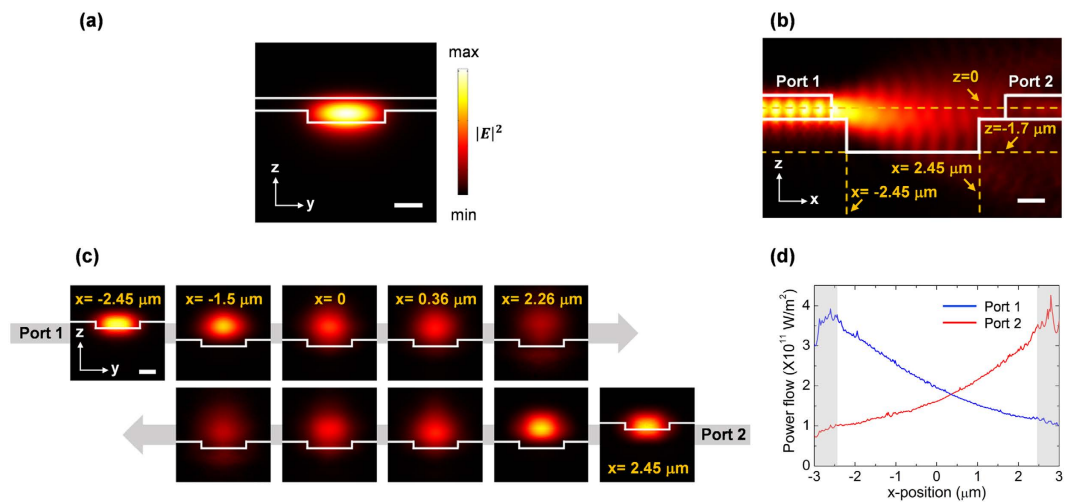 (a)
max
|E|²
min
z
y
(b)
Port 1
z=0
Port 2
z=-1.7 μm
x= 2.45 μm
x= -2.45 μm
z
x
(c)
x= -2.45 μm
x= -1.5 μm
x= 0
x= 0.36 μm
x= 2.26 μm
Port 1
z
y
Port 2
x= 2.45 μm
(d)
Power flow (X10¹¹ W/m²)
4
3
2
1
0
Port 1
Port 2
-3 -2 -1 0 1 2 3
x-position (μm)